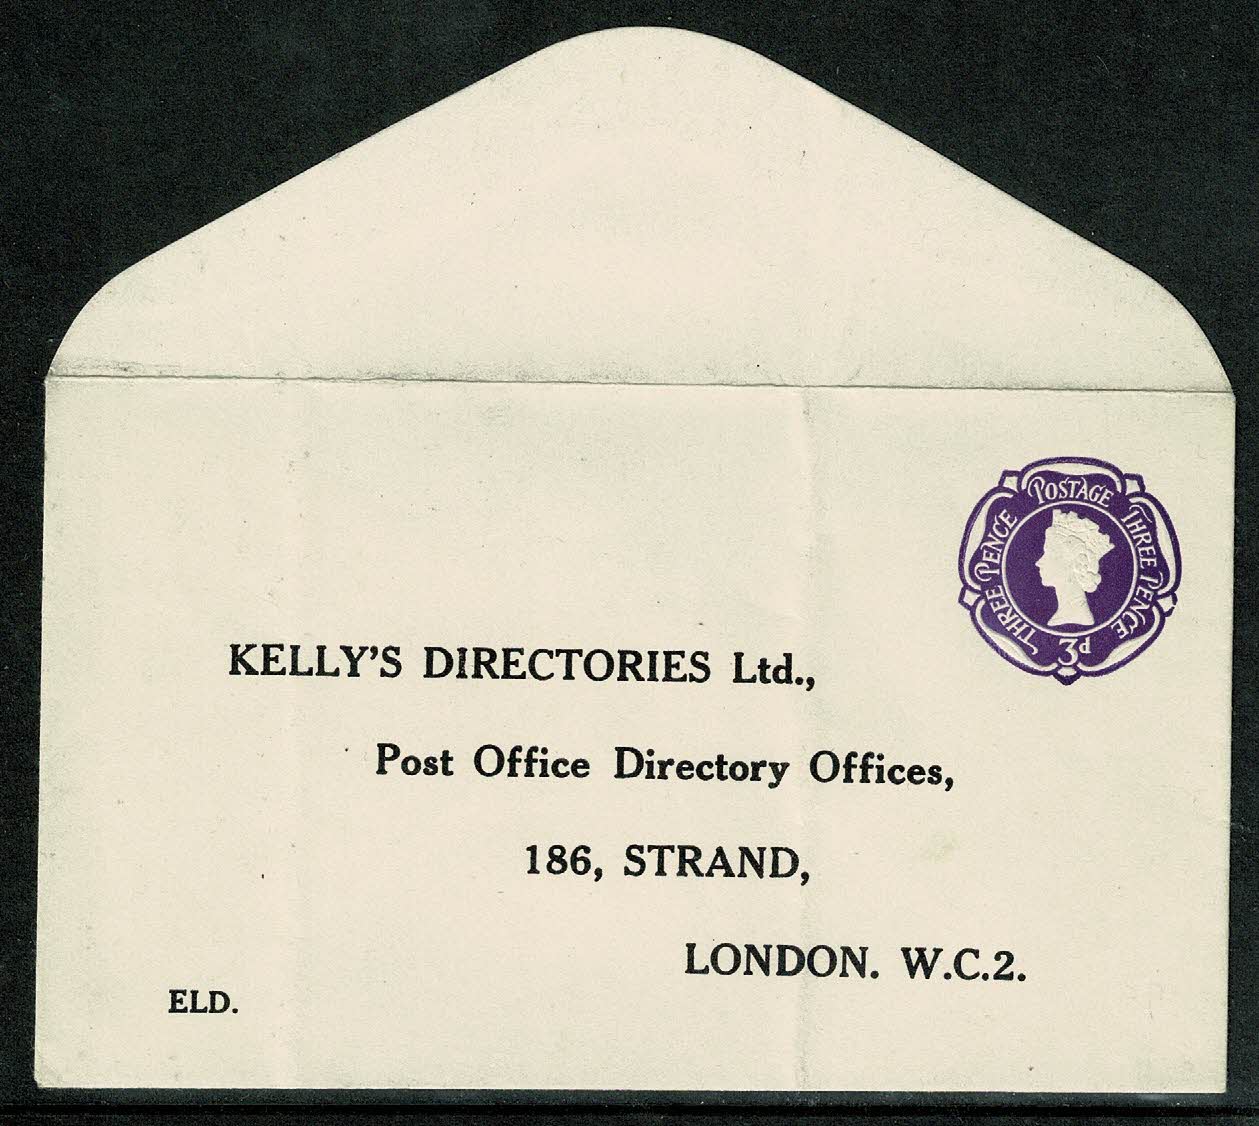 THREE PENCE POSTAGE THREE PENCE
3d
KELLY'S DIRECTORIES Ltd.,
Post Office Directory Offices,
186, STRAND,
LONDON. W.C.2.
ELD.